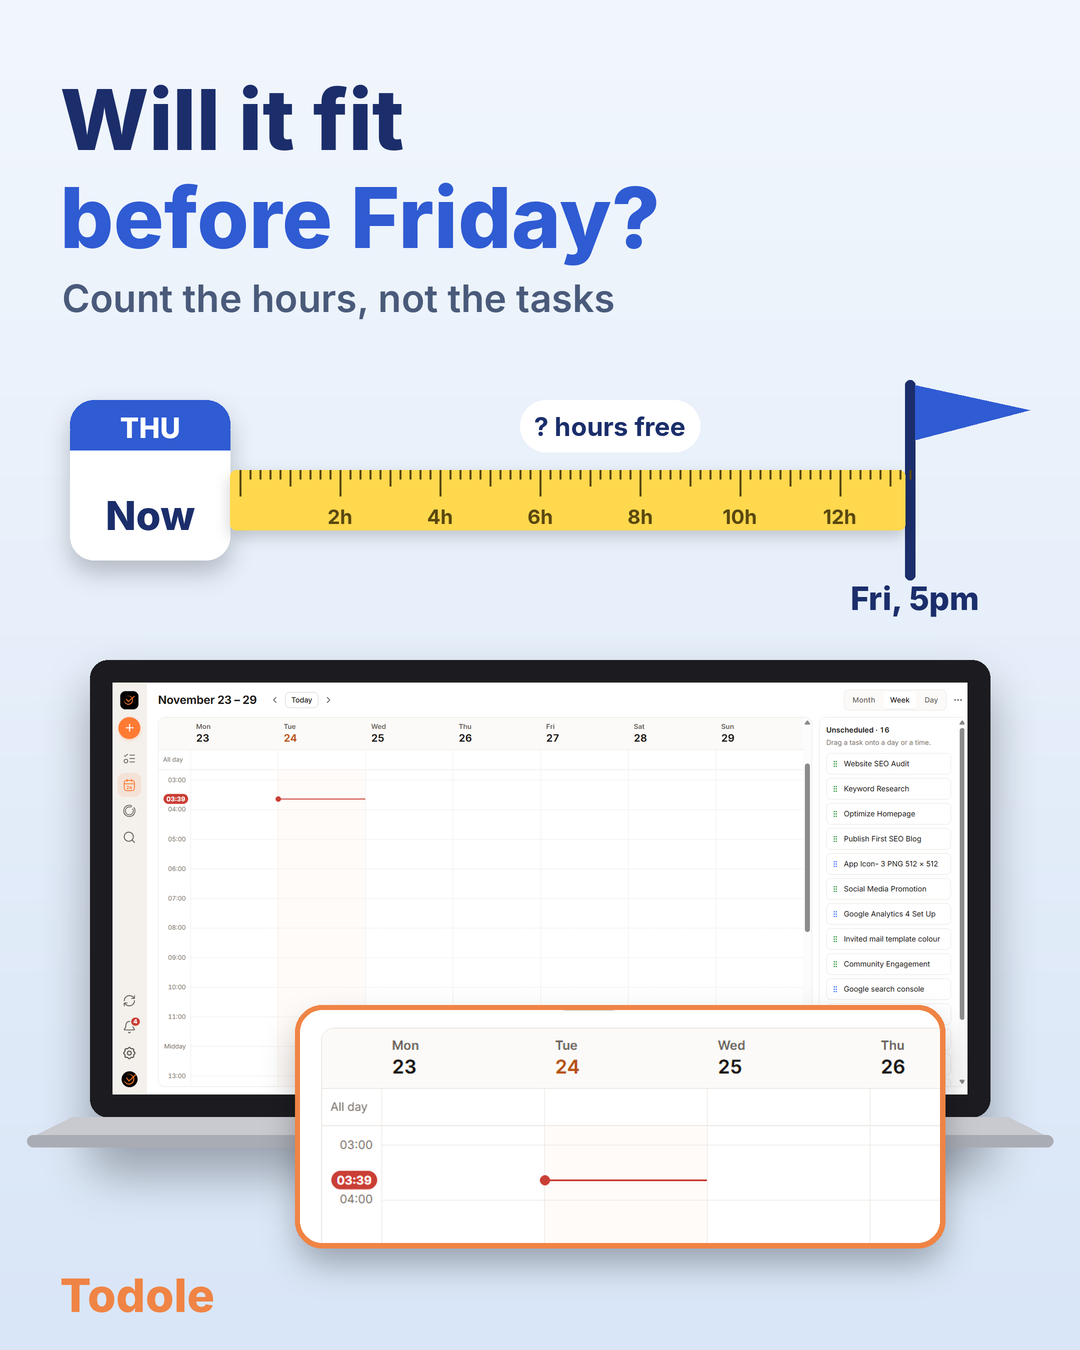 Will it fit
before Friday?
Count the hours, not the tasks
THU
Now
? hours free
2h 4h 6h 8h 10h 12h
Fri, 5pm
November 23 – 29
Today
Month Week Day
Mon Tue Wed Thu Fri Sat Sun
23 24 25 26 27 28 29
All day
03:00
03:39
04:00
05:00
06:00
07:00
08:00
09:00
10:00
11:00
Midday
13:00
Unscheduled · 16
Drag a task onto a day or a time.
Website SEO Audit
Keyword Research
Optimize Homepage
Publish First SEO Blog
App Icon- 3 PNG 512 × 512
Social Media Promotion
Google Analytics 4 Set Up
Invited mail template colour
Community Engagement
Google search console
4
Mon Tue Wed Thu
23 24 25 26
All day
03:00
03:39
04:00
Todole